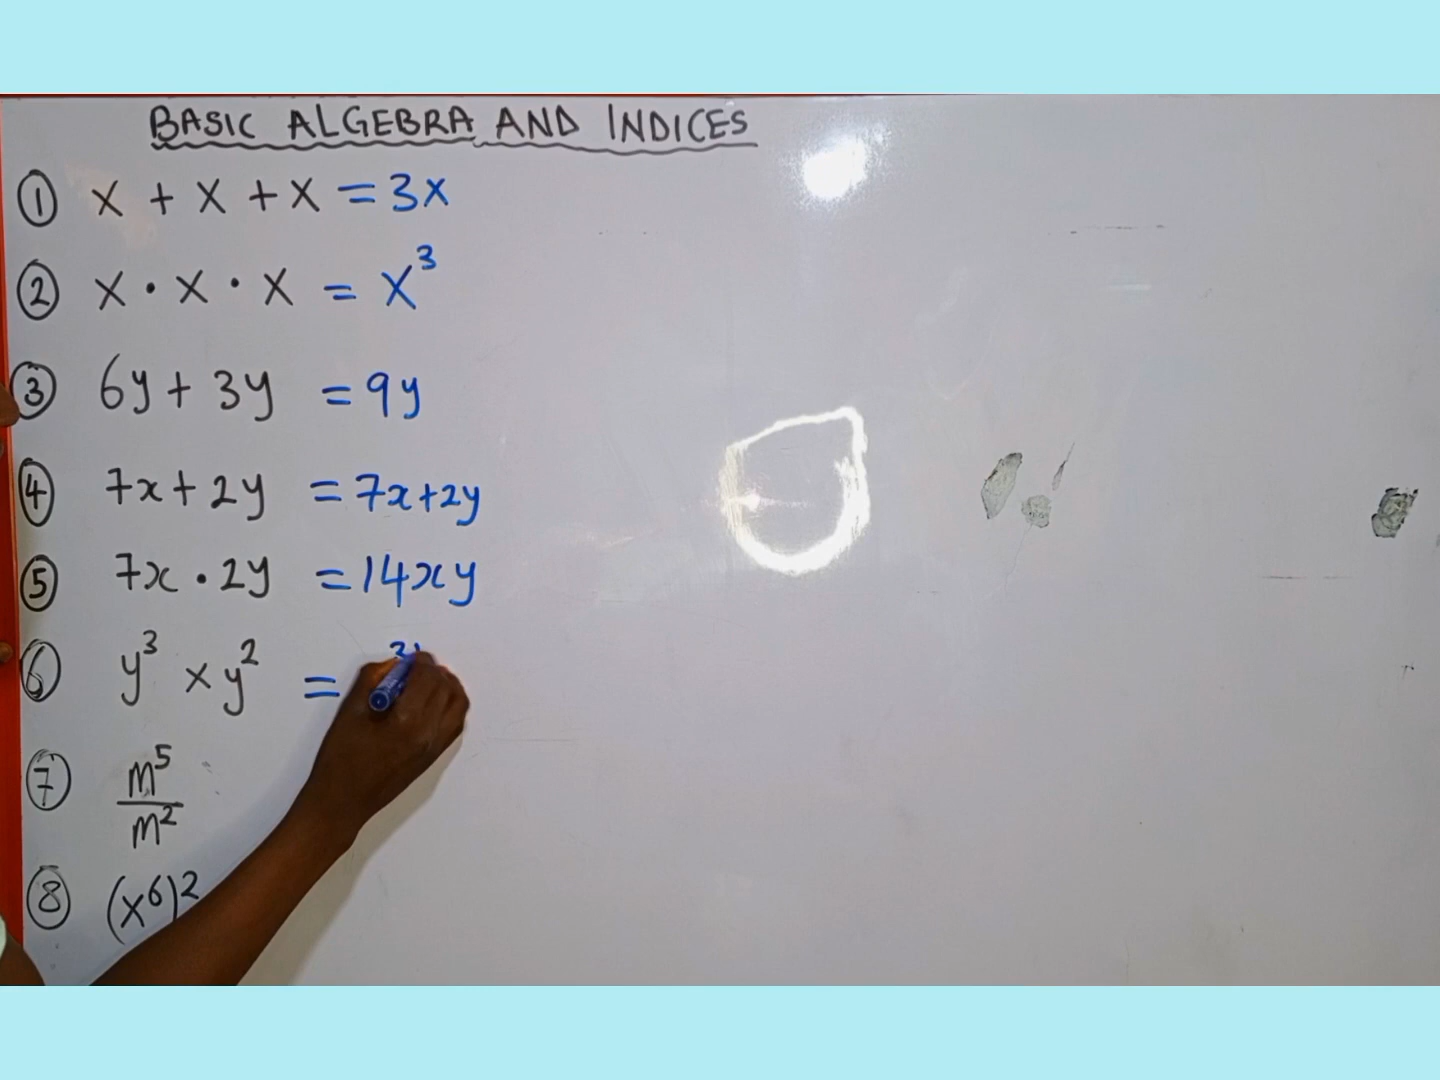 BASIC ALGEBRA AND INDICES
① x + x + x = 3x
② x · x · x = x³
③ 6y + 3y = 9y
④ 7x + 2y = 7x + 2y
⑤ 7x · 2y = 14xy
⑥ y³ × y² = ³
⑦ m⁵/m²
⑧ (x⁶)²